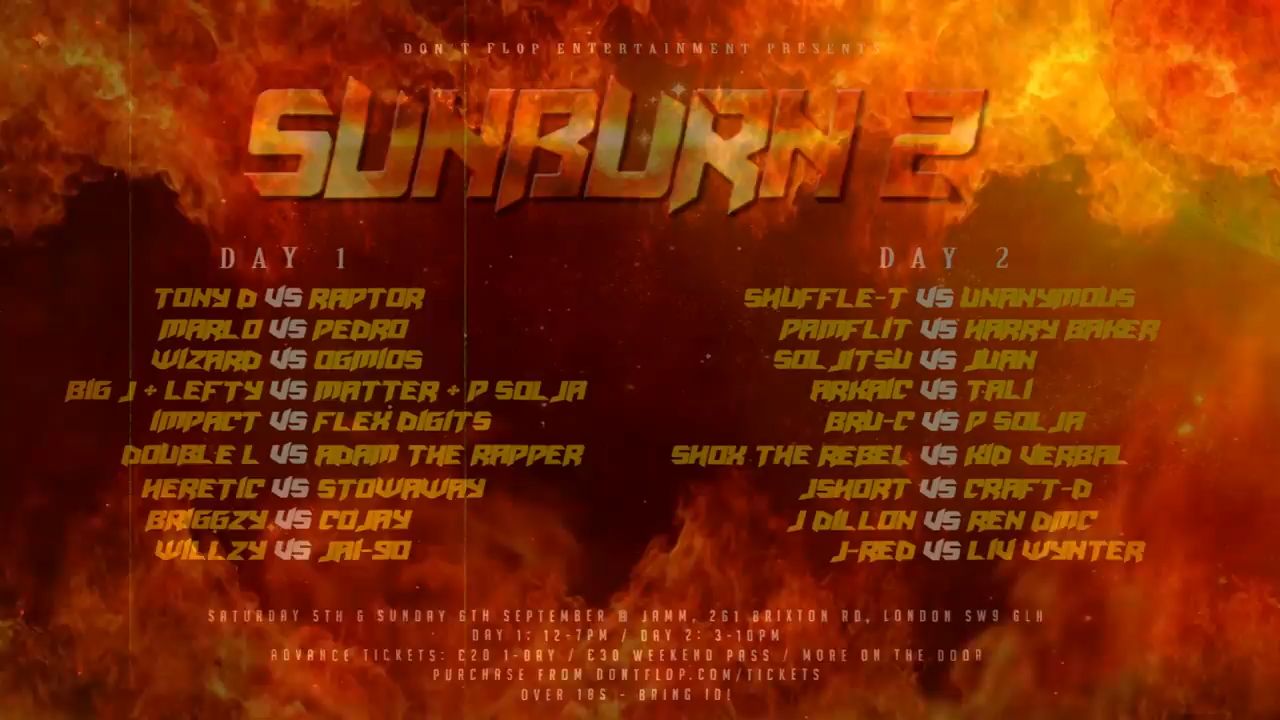 DON'T FLOP ENTERTAINMENT PRESENTS
SUNBURN 2
DAY 1
TONY D VS RAPTOR
MARLO VS PEDRO
WIZARD VS OGMIOS
BIG J + LEFTY VS MATTER + P SOLJA
IMPACT VS FLEX DIGITS
DOUBLE L VS ADAM THE RAPPER
HERETIC VS STOWAWAY
BRIGGZY VS COJAY
WILLZY VS JAI-90
DAY 2
SHUFFLE-T VS UNANYMOUS
PAMFLIT VS HARRY BAKER
SOLJITSU VS JUAN
ARKAIC VS TALI
BRU-C VS P SOLJA
SHOX THE REBEL VS KID VERBAL
JSHORT VS CRAFT-D
J DILLON VS REN DMC
J-RED VS LIV WYNTER
SATURDAY 5TH & SUNDAY 6TH SEPTEMBER @ JAMM, 261 BRIXTON RD, LONDON SW9 6LH
DAY 1: 12-7PM / DAY 2: 3-10PM
ADVANCE TICKETS: £20 1-DAY / £30 WEEKEND PASS / MORE ON THE DOOR
PURCHASE FROM DONTFLOP.COM/TICKETS
OVER 18S - BRING ID!